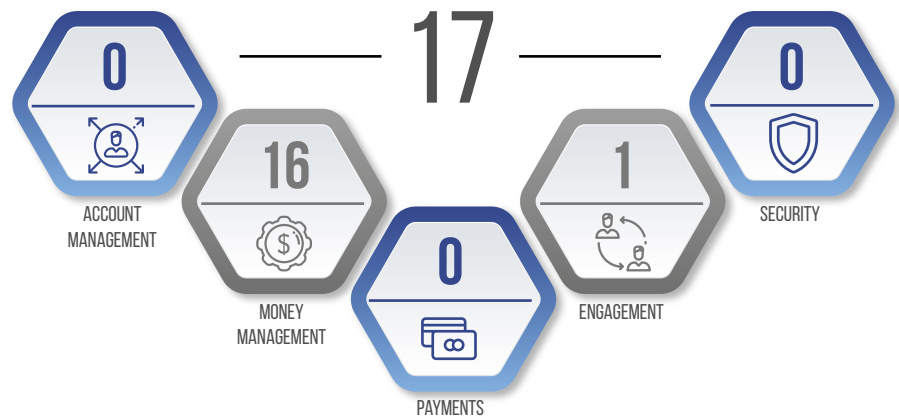 17
0
ACCOUNT
MANAGEMENT
16
$
MONEY
MANAGEMENT
0
PAYMENTS
1
ENGAGEMENT
0
SECURITY